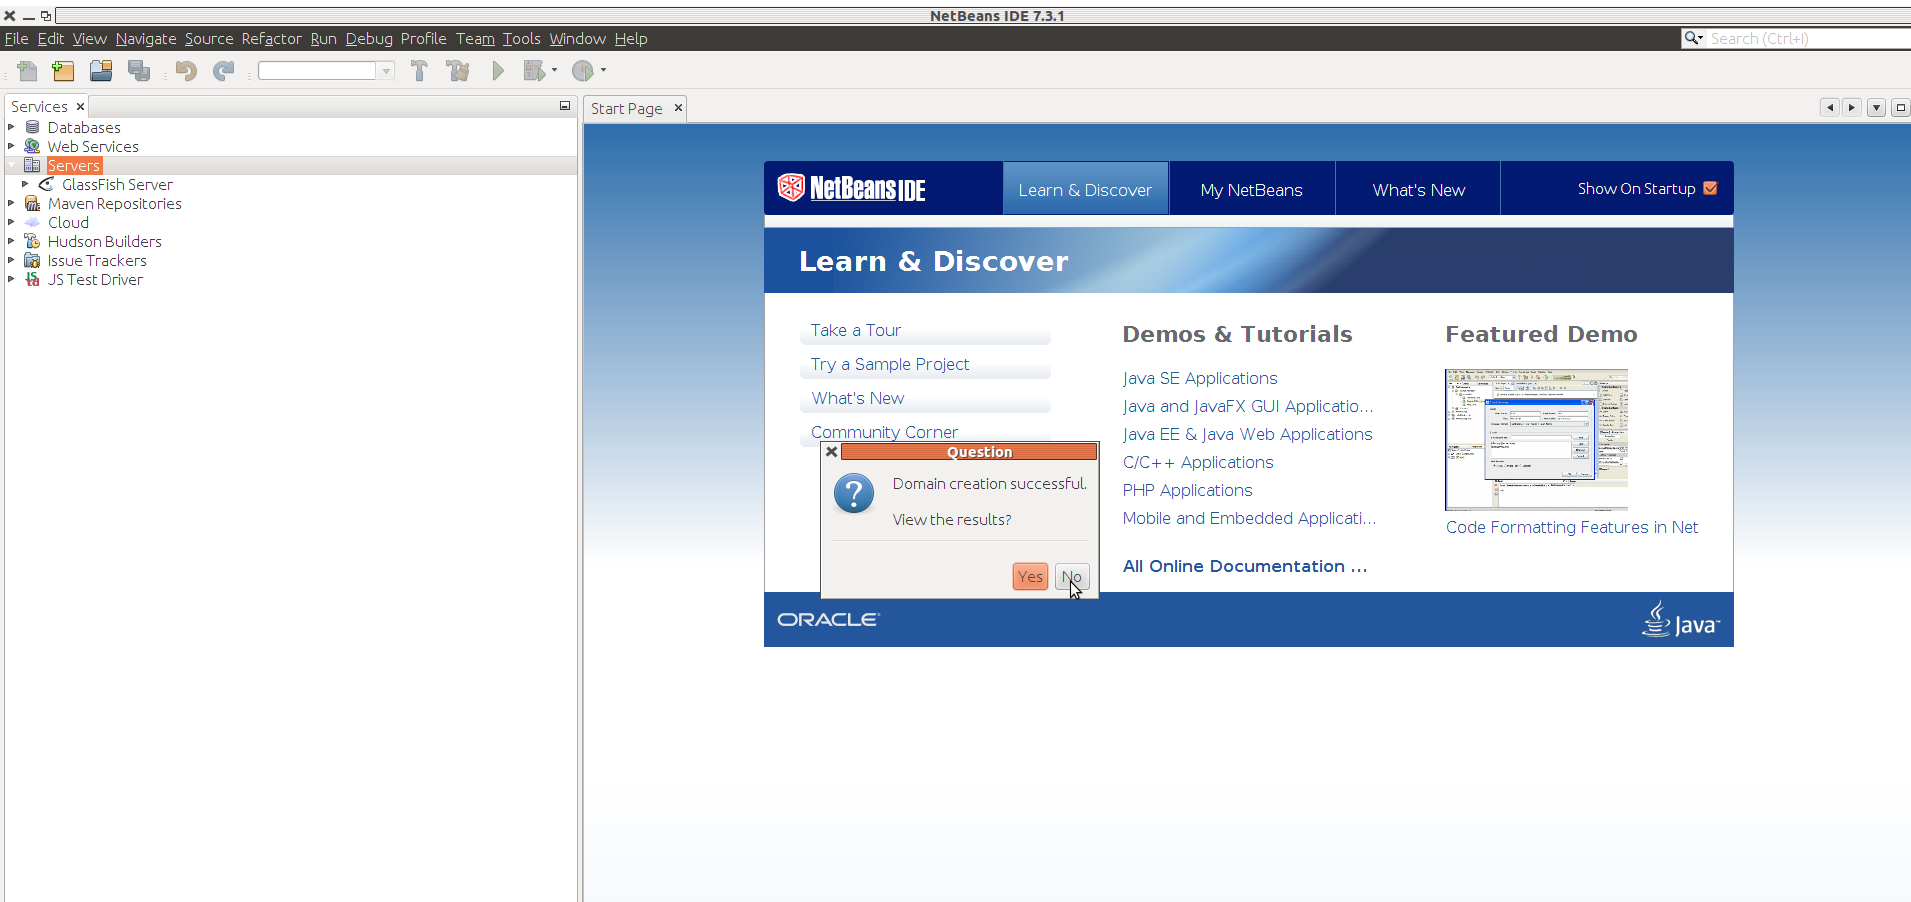 NetBeans IDE 7.3.1
File Edit View Navigate Source Refactor Run Debug Profile Team Tools Window Help
Search (Ctrl+I)
Services
Databases
Web Services
Servers
GlassFish Server
Maven Repositories
Cloud
Hudson Builders
Issue Trackers
JS Test Driver
Start Page
NetBeans IDE
Learn & Discover
My NetBeans
What's New
Show On Startup
Learn & Discover
Take a Tour
Try a Sample Project
What's New
Community Corner
Demos & Tutorials
Java SE Applications
Java and JavaFX GUI Applicatio...
Java EE & Java Web Applications
C/C++ Applications
PHP Applications
Mobile and Embedded Applicati...
All Online Documentation ...
Featured Demo
Code Formatting Features in Net
Question
Domain creation successful.
View the results?
Yes
No
ORACLE
Java